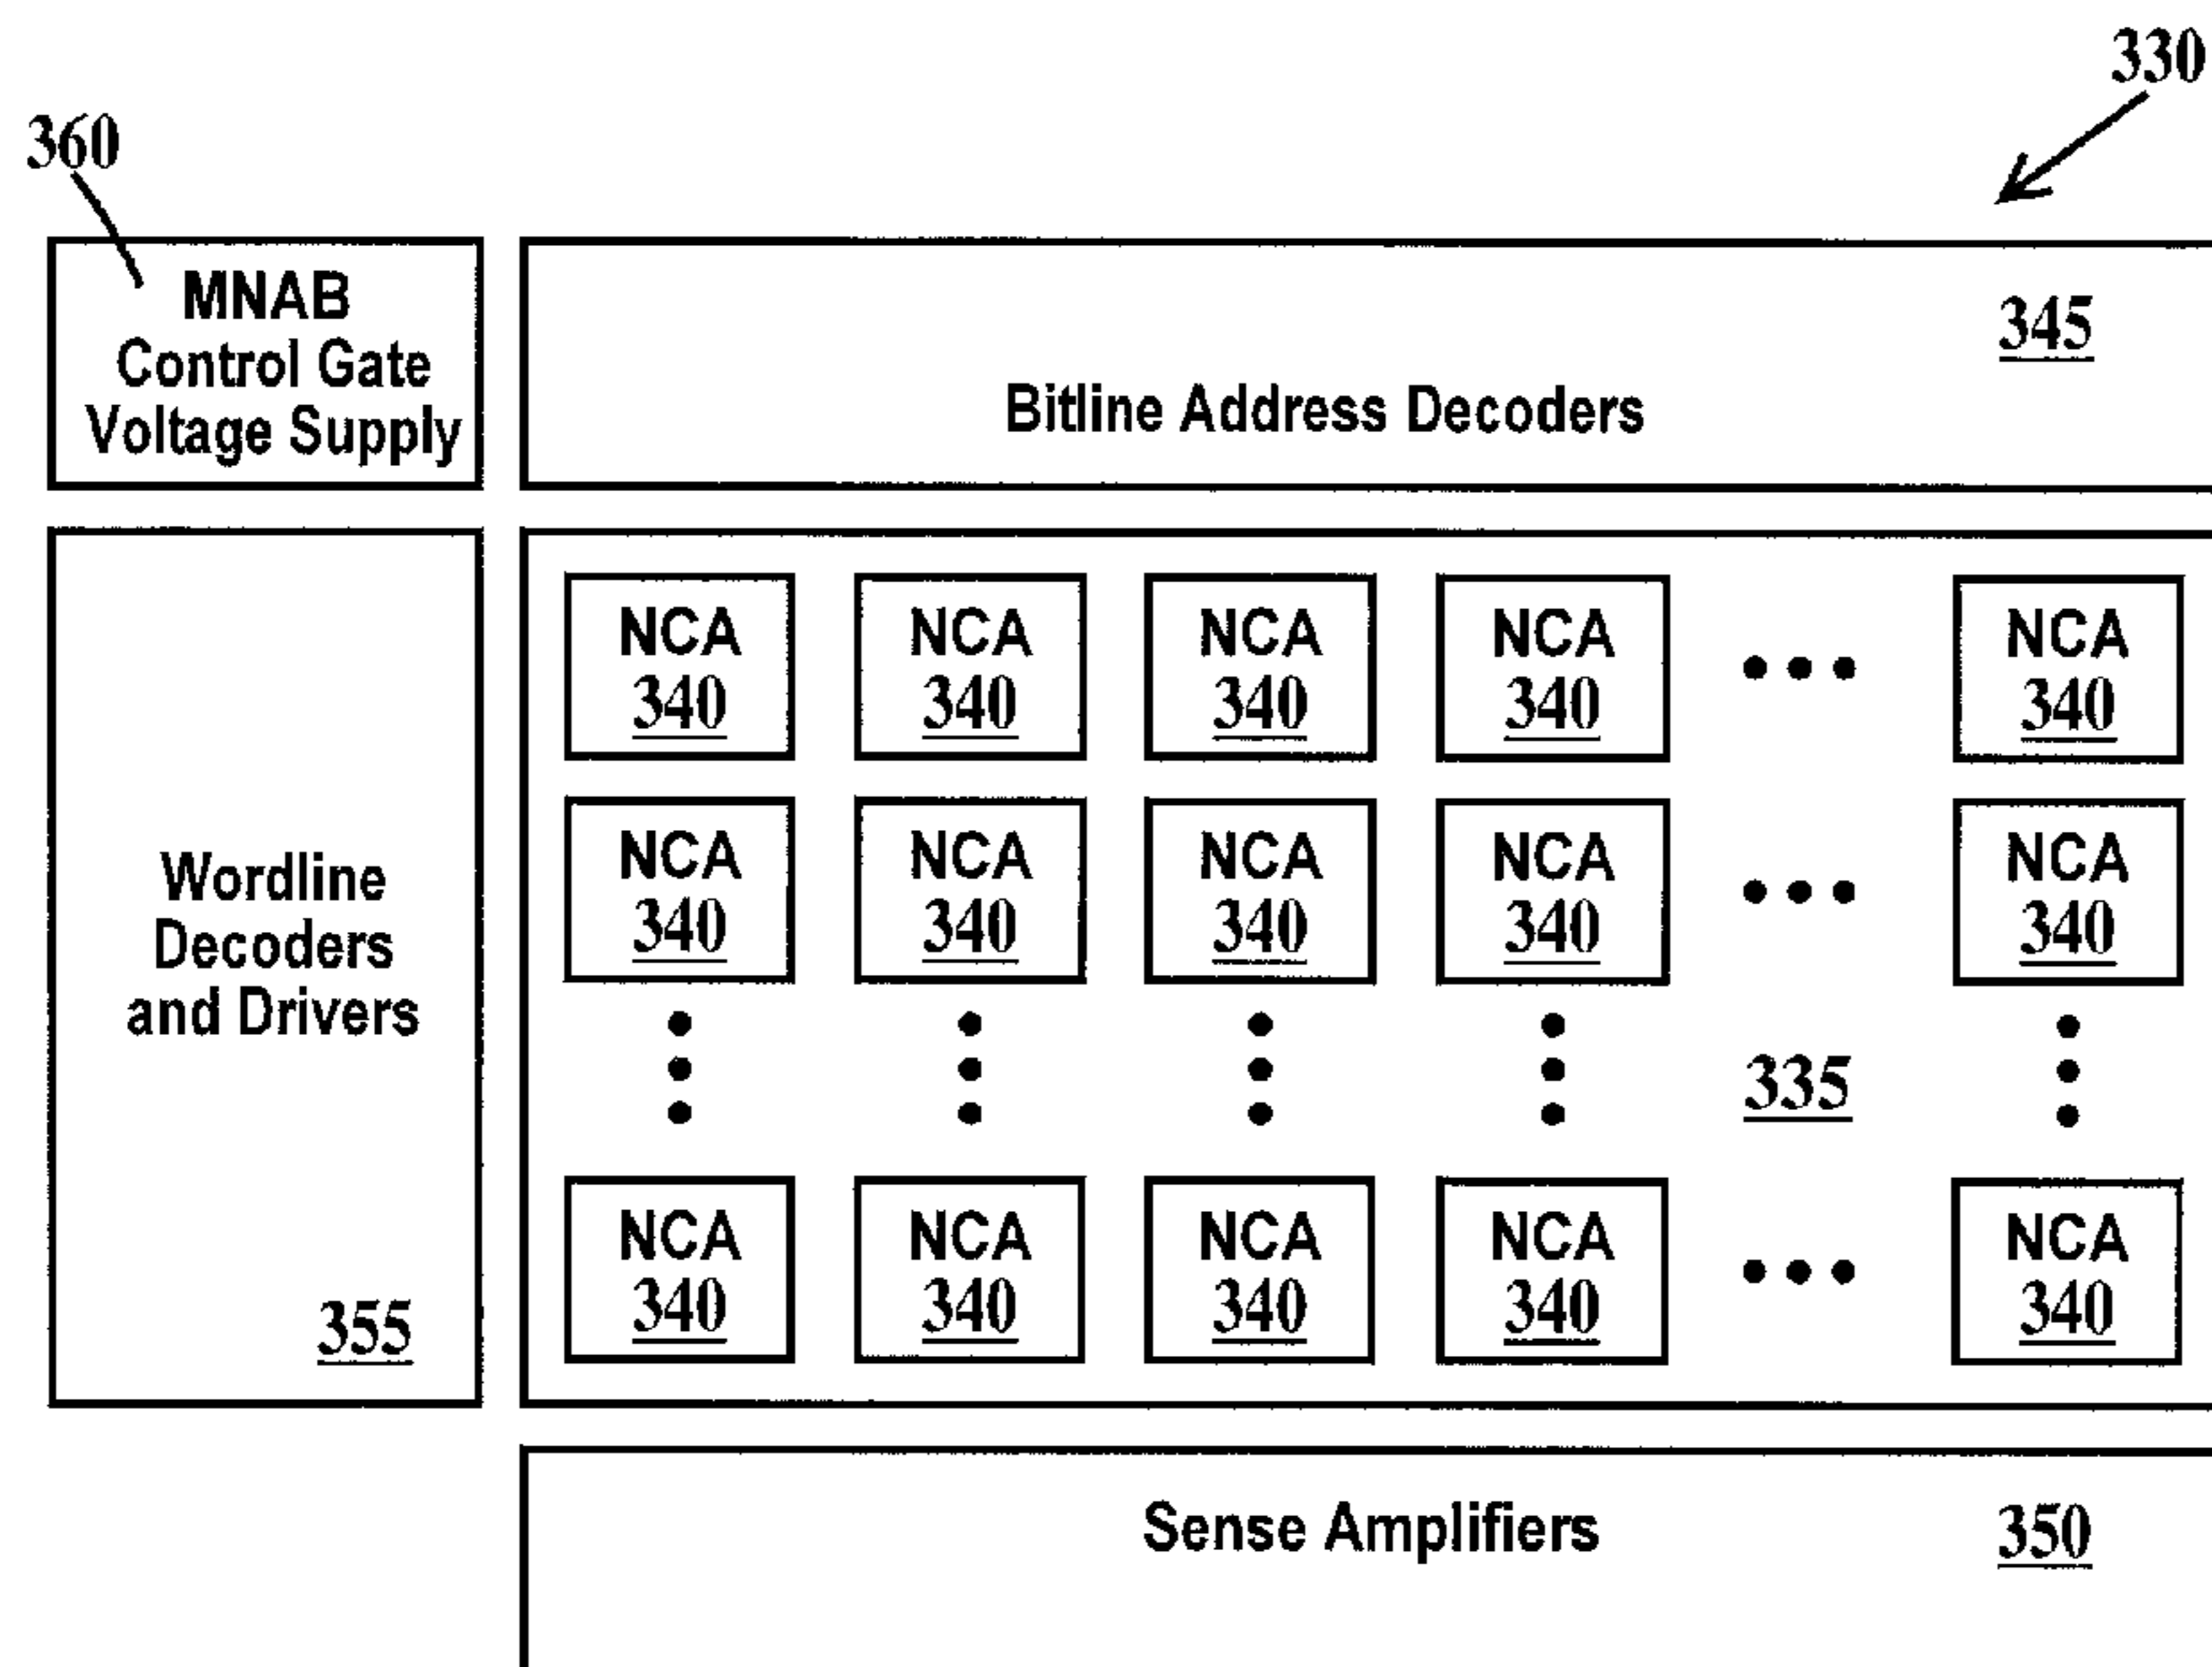 330
360
MNAB
Control Gate
Voltage Supply
345
Bitline Address Decoders
NCA NCA NCA NCA NCA
340 340 340 340 340
NCA NCA NCA NCA NCA
340 340 340 340 340
Wordline
Decoders
and Drivers
335
NCA NCA NCA NCA NCA
340 340 340 340 340
355
Sense Amplifiers 350